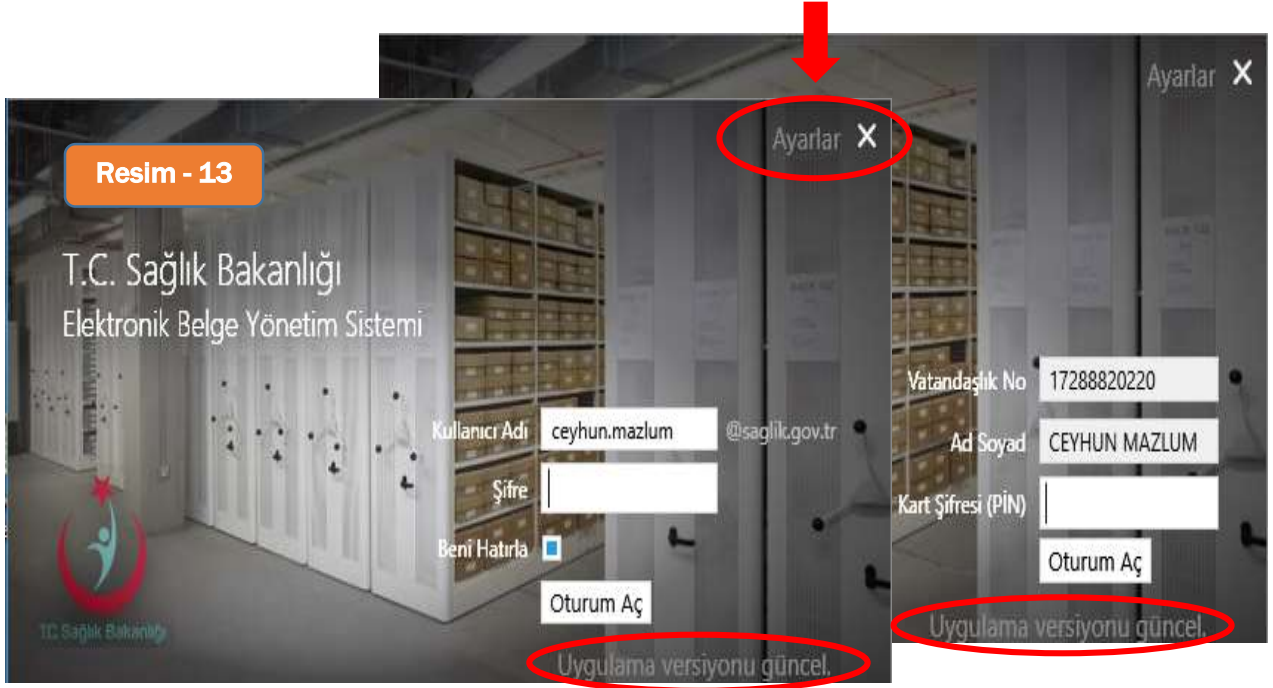 Ayarlar X
Ayarlar X
Resim - 13
T.C. Sağlık Bakanlığı
Elektronik Belge Yönetim Sistemi
Kullanıcı Adı ceyhun.mazlum @saglik.gov.tr
Şifre
Beni Hatırla
Oturum Aç
Uygulama versiyonu güncel.
T.C. Sağlık Bakanlığı
Vatandaşlık No 17288820220
Ad Soyad CEYHUN MAZLUM
Kart Şifresi (PİN)
Oturum Aç
Uygulama versiyonu güncel.